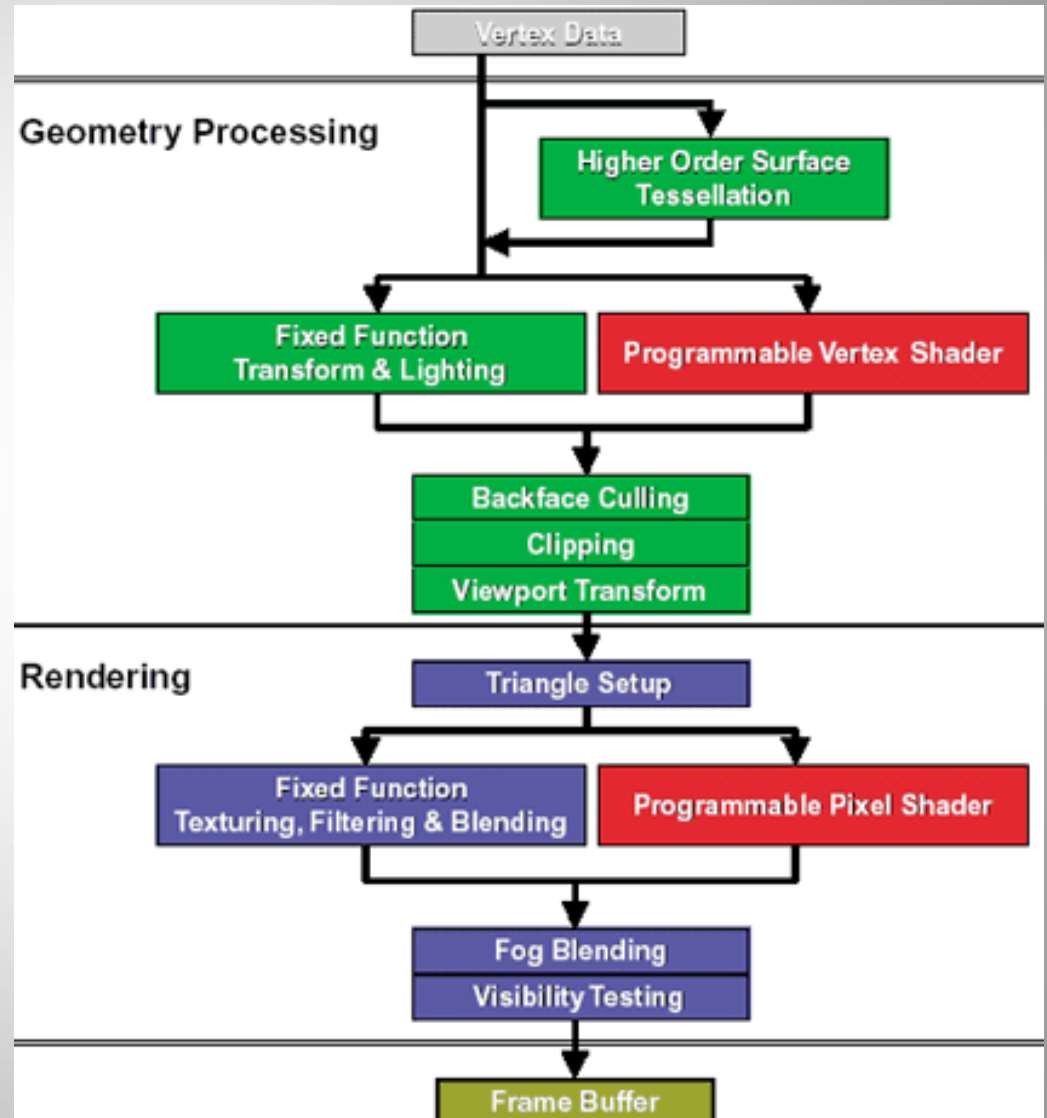 Vertex Data
Geometry Processing
Higher Order Surface
Tessellation
Fixed Function
Transform & Lighting
Programmable Vertex Shader
Backface Culling
Clipping
Viewport Transform
Rendering
Triangle Setup
Fixed Function
Texturing, Filtering & Blending
Programmable Pixel Shader
Fog Blending
Visibility Testing
Frame Buffer